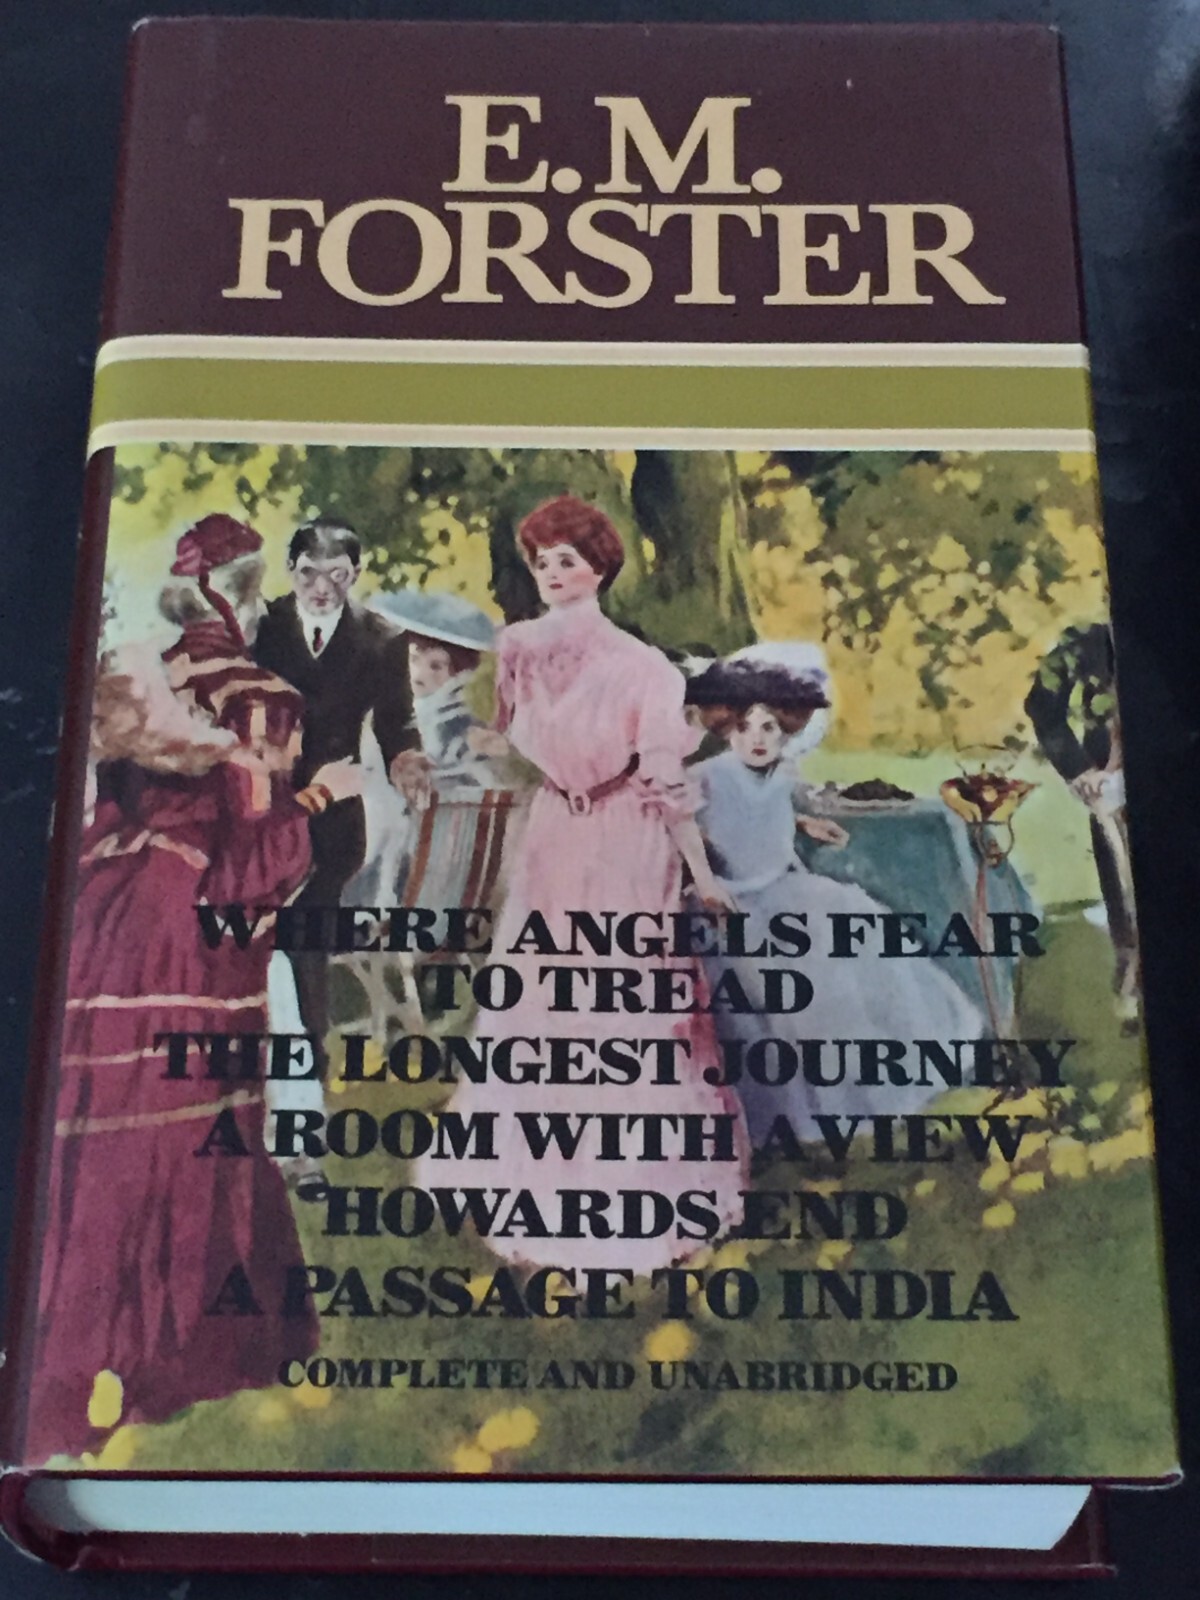 E.M.
FORSTER
WHERE ANGELS FEAR
TO TREAD
THE LONGEST JOURNEY
A ROOM WITH A VIEW
HOWARDS END
A PASSAGE TO INDIA
COMPLETE AND UNABRIDGED